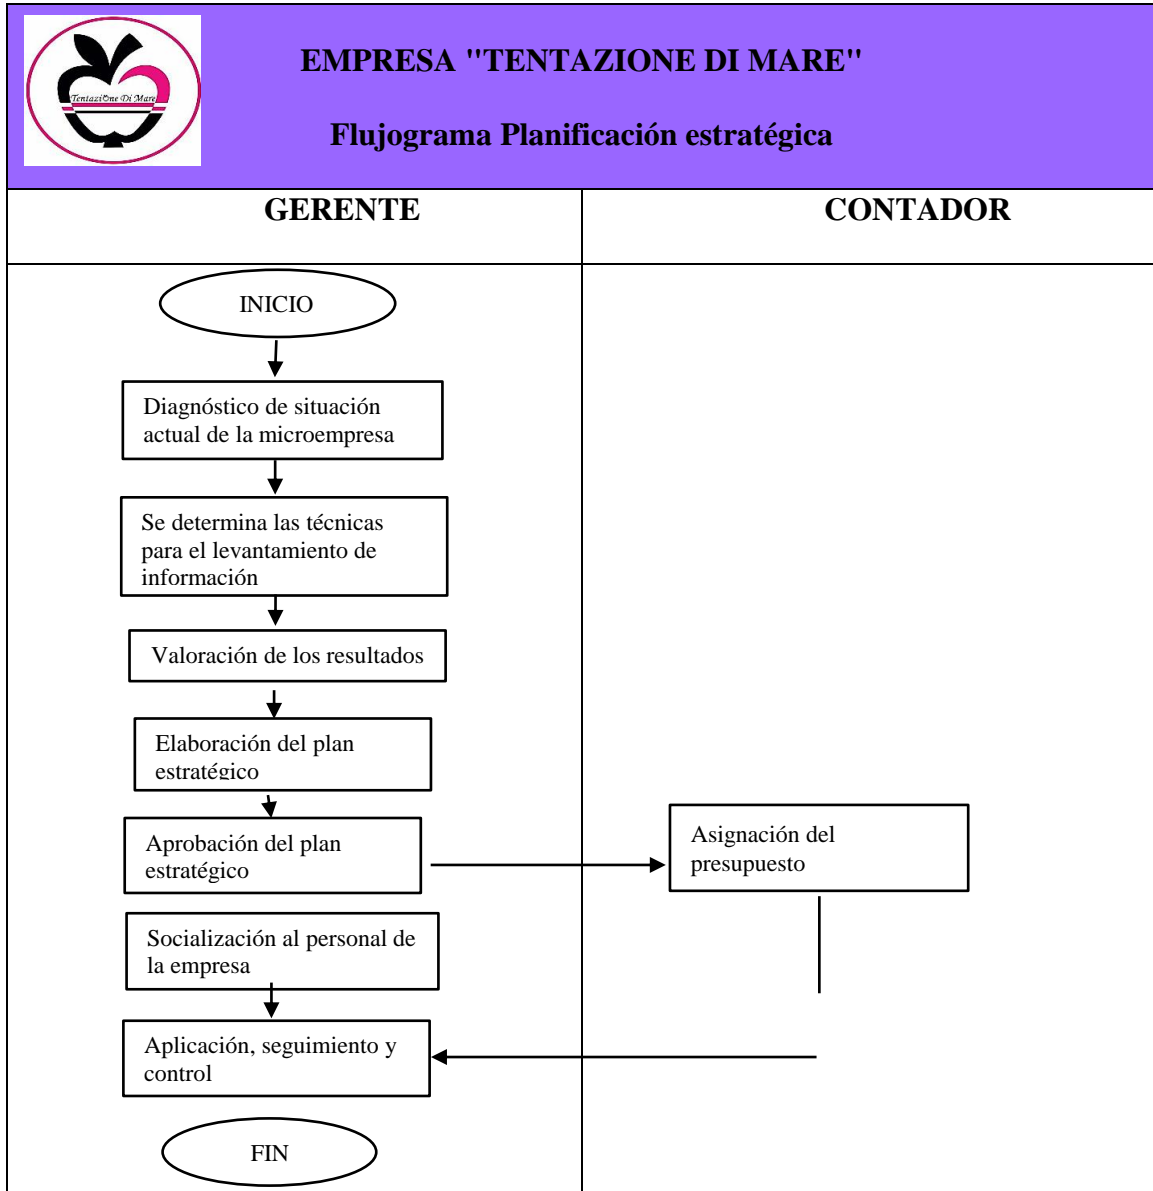 EMPRESA "TENTAZIONE DI MARE"
Tentaziöne Di Mare
Flujograma Planificación estratégica
GERENTE
CONTADOR
INICIO
Diagnóstico de situación
actual de la microempresa
Se determina las técnicas
para el levantamiento de
información
Valoración de los resultados
Elaboración del plan
estratégico
Aprobación del plan
estratégico
Asignación del
presupuesto
Socialización al personal de
la empresa
Aplicación, seguimiento y
control
FIN